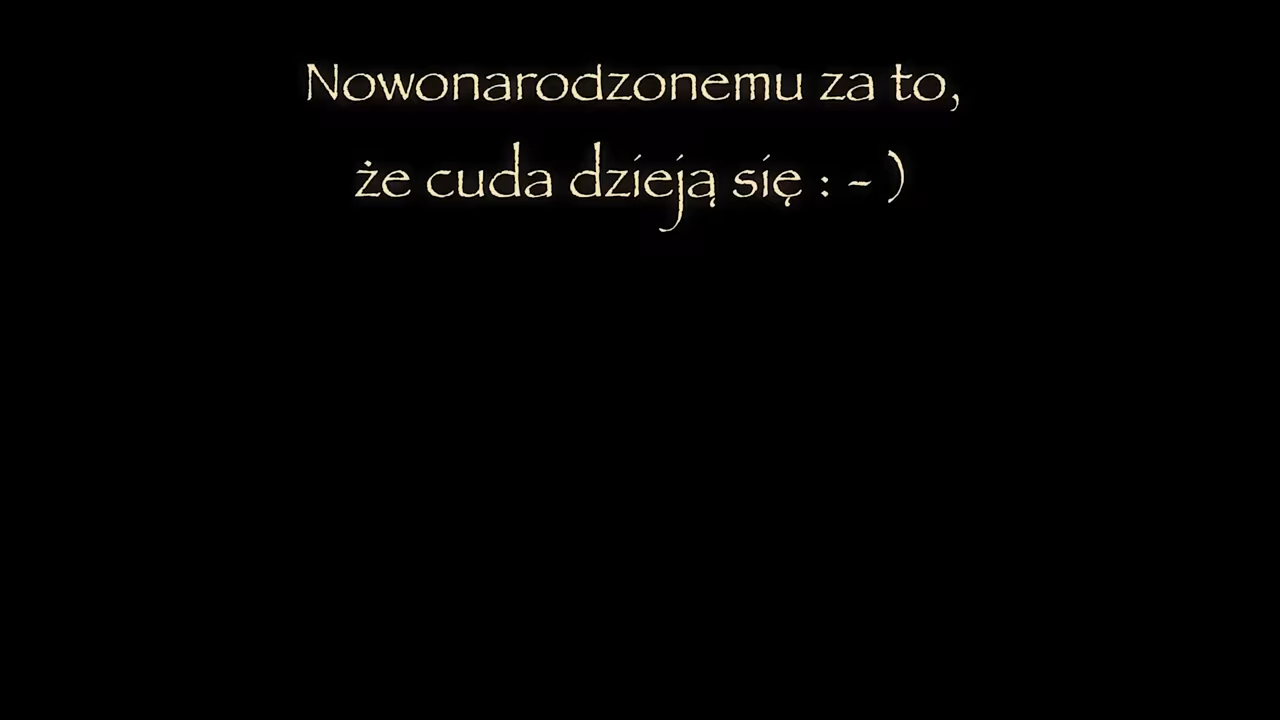 Nowonarodzonemu za to,
że cuda dzieją się : - )